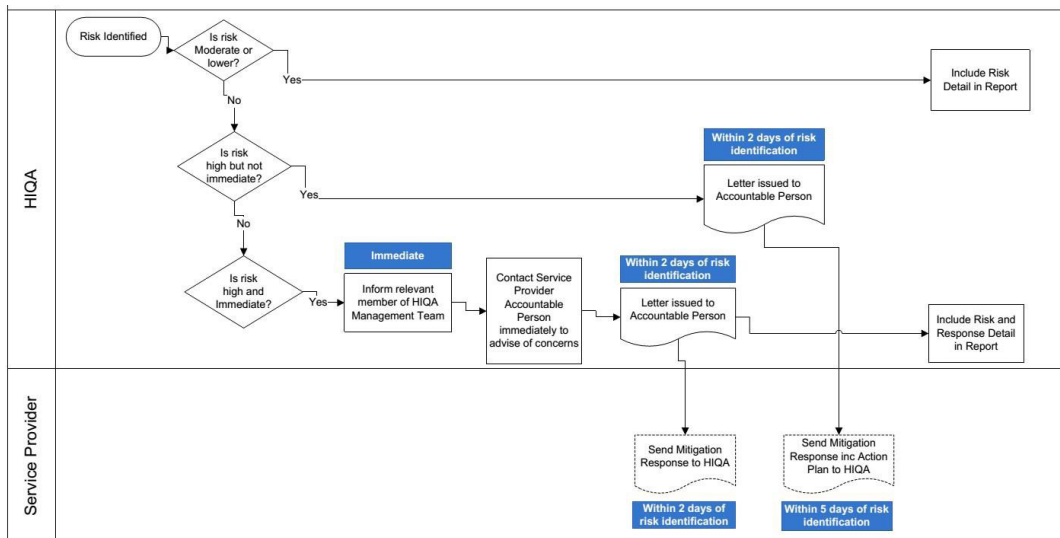 HIQA
Risk Identified
Is risk
Moderate or
lower?
Yes
Include Risk
Detail in Report
No
Is risk
high but not
immediate?
Yes
Within 2 days of risk
identification
Letter issued to
Accountable Person
No
Is risk
high and
Immediate?
Yes
Immediate
Inform relevant
member of HIQA
Management Team
Contact Service
Provider
Accountable
Person
immediately to
advise of concerns
Within 2 days of risk
identification
Letter issued to
Accountable Person
Include Risk and
Response Detail
in Report
Service Provider
Send Mitigation
Response to HIQA
Within 2 days of
risk identification
Send Mitigation
Response inc Action
Plan to HIQA
Within 5 days of risk
identification